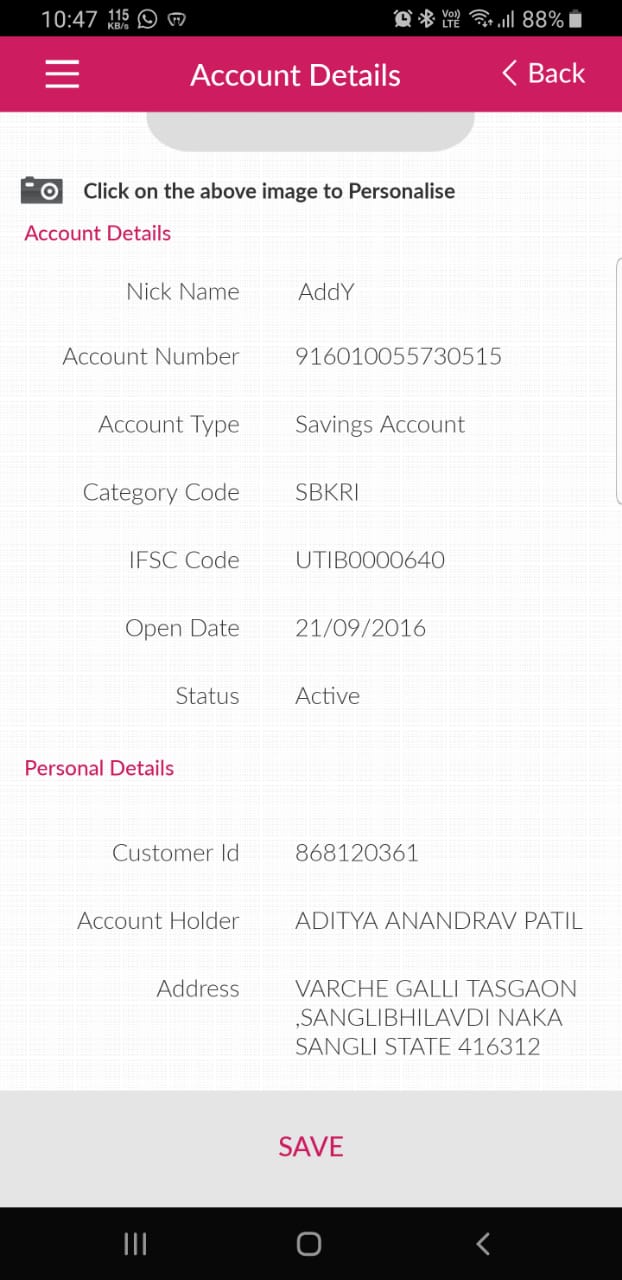 10:47 115 KB/s Vo)) LTE 88%
Account Details Back
Click on the above image to Personalise
Account Details
Nick Name AddY
Account Number 916010055730515
Account Type Savings Account
Category Code SBKRI
IFSC Code UTIB0000640
Open Date 21/09/2016
Status Active
Personal Details
Customer Id 868120361
Account Holder ADITYA ANANDRAV PATIL
Address VARCHE GALLI TASGAON
,SANGLIBHILAVDI NAKA
SANGLI STATE 416312
SAVE